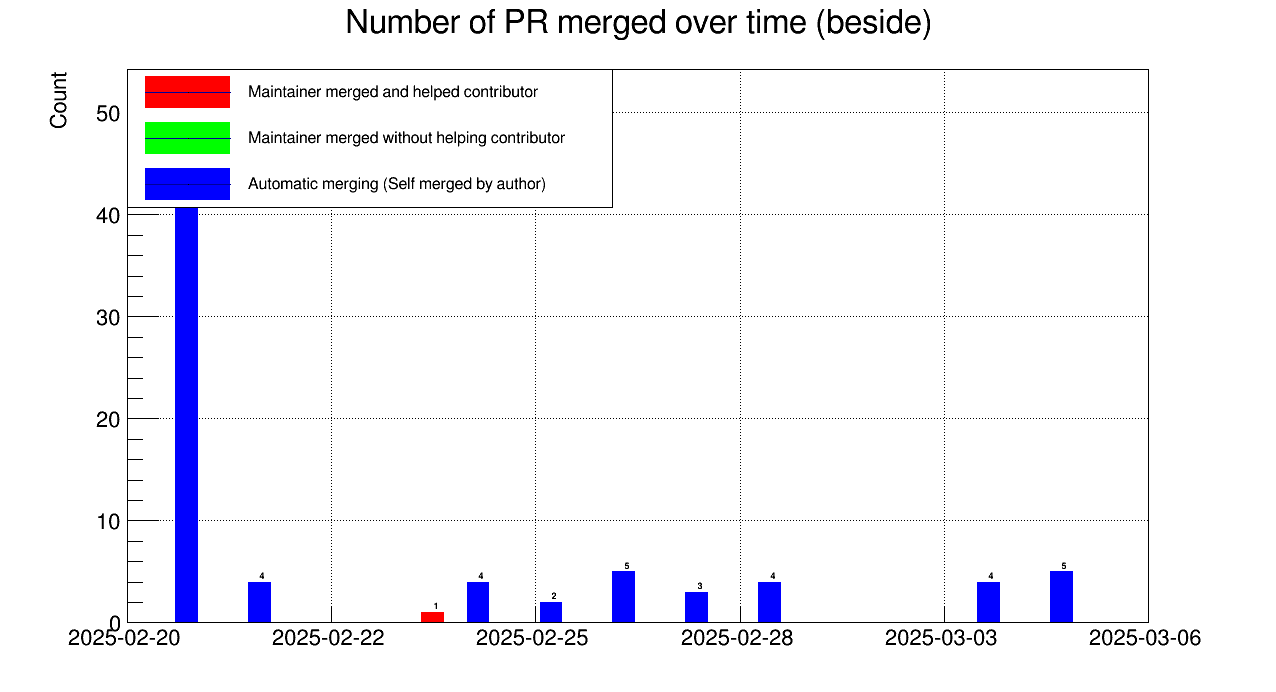 Number of PR merged over time (beside)
Count
Maintainer merged and helped contributor
Maintainer merged without helping contributor
Automatic merging (Self merged by author)
50
40
30
20
10
0
4
1
4
2
5
3
4
4
5
2025-02-20 2025-02-22 2025-02-25 2025-02-28 2025-03-03 2025-03-06